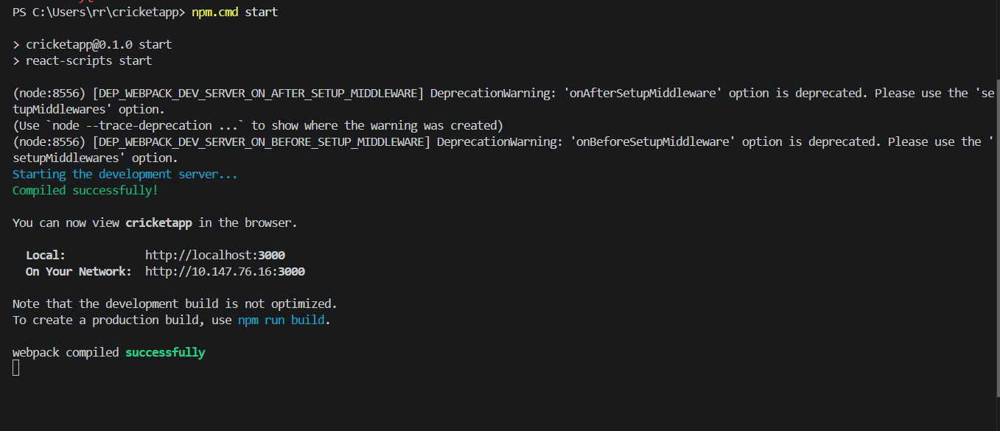 PS C:\Users\rr\cricketapp> npm.cmd start
> cricketapp@0.1.0 start
> react-scripts start
(node:8556) [DEP_WEBPACK_DEV_SERVER_ON_AFTER_SETUP_MIDDLEWARE] DeprecationWarning: 'onAfterSetupMiddleware' option is deprecated. Please use the 'se
tupMiddlewares' option.
(Use `node --trace-deprecation ...` to show where the warning was created)
(node:8556) [DEP_WEBPACK_DEV_SERVER_ON_BEFORE_SETUP_MIDDLEWARE] DeprecationWarning: 'onBeforeSetupMiddleware' option is deprecated. Please use the '
setupMiddlewares' option.
Starting the development server...
Compiled successfully!
You can now view cricketapp in the browser.
Local: http://localhost:3000
On Your Network: http://10.147.76.16:3000
Note that the development build is not optimized.
To create a production build, use npm run build.
webpack compiled successfully